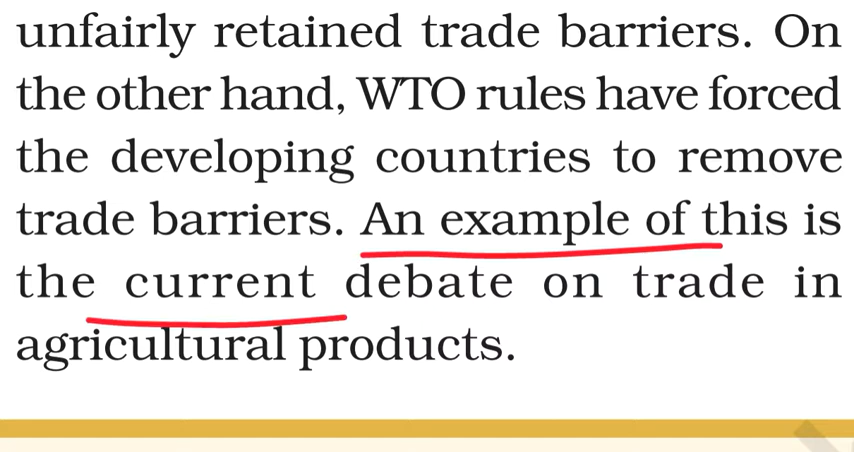 unfairly retained trade barriers. On
the other hand, WTO rules have forced
the developing countries to remove
trade barriers. An example of this is
the current debate on trade in
agricultural products.